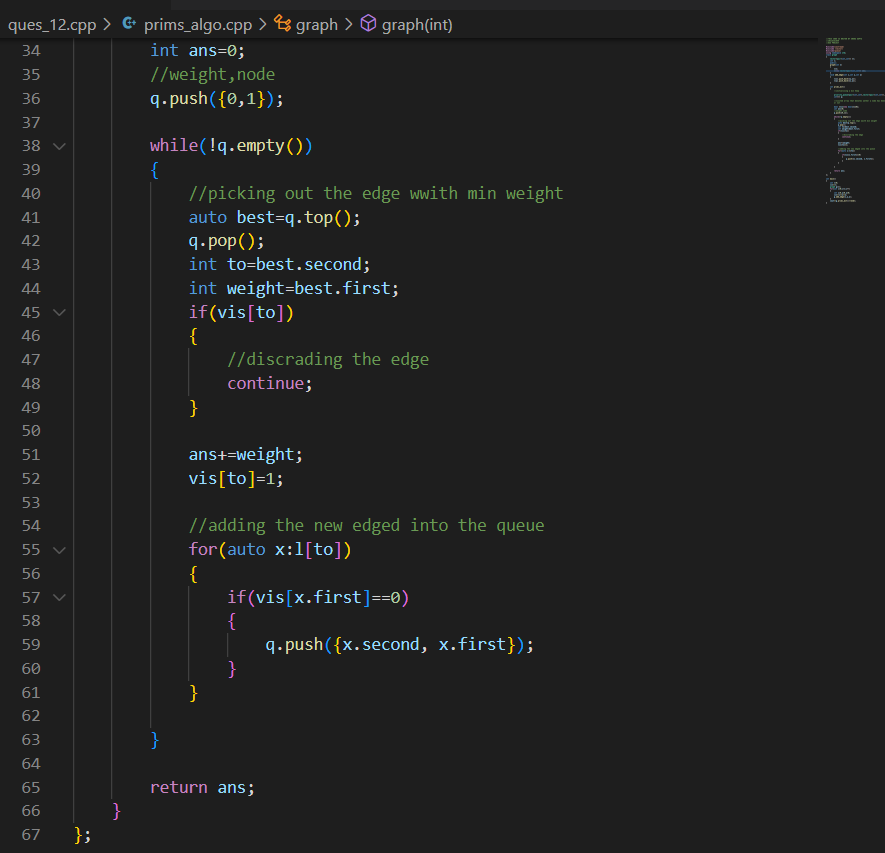 ques_12.cpp > prims_algo.cpp > graph > graph(int)
34 int ans=0;
35 //weight,node
36 q.push({0,1});
37
38 while(!q.empty())
39 {
40 //picking out the edge wwith min weight
41 auto best=q.top();
42 q.pop();
43 int to=best.second;
44 int weight=best.first;
45 if(vis[to])
46 {
47 //discrading the edge
48 continue;
49 }
50
51 ans+=weight;
52 vis[to]=1;
53
54 //adding the new edged into the queue
55 for(auto x:l[to])
56 {
57 if(vis[x.first]==0)
58 {
59 q.push({x.second, x.first});
60 }
61 }
62
63 }
64
65 return ans;
66 }
67 };